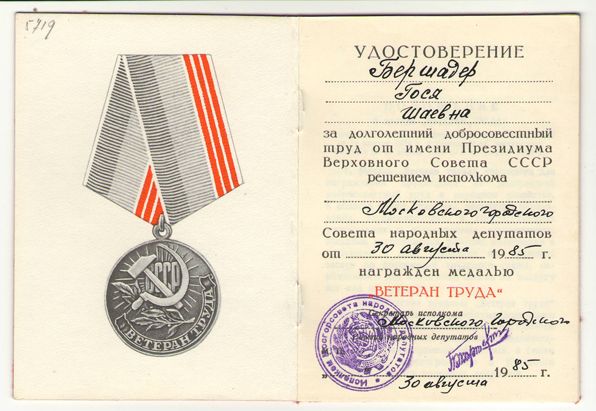 5719
СССР
ВЕТЕРАН ТРУДА
УДОСТОВЕРЕНИЕ
Бершадер
Гося
Шаевна
за долголетний добросовестный
труд от имени Президиума
Верховного Совета СССР
решением исполкома
Московского городского
Совета народных депутатов
от 30 августа 1985 г.
награжден медалью
„ВЕТЕРАН ТРУДА“
Секретарь исполкома
Московского городского
народных депутатов
30 августа 1985 г.